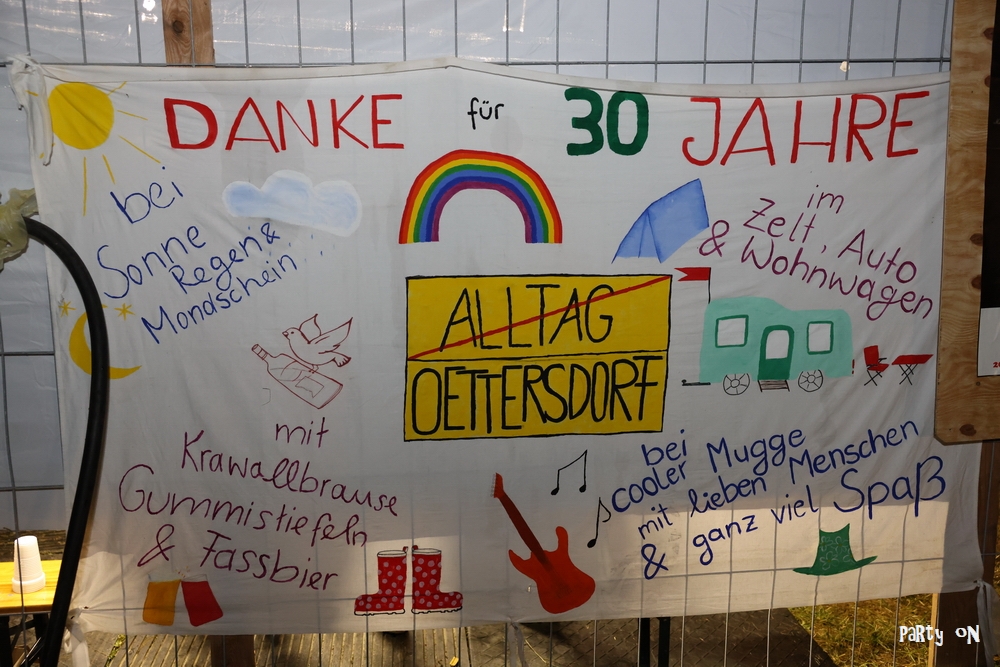 DANKE für 30 JAHRE
bei
Sonne
Regen &
Mondschein
im
Zelt, Auto
& Wohnwagen
ALLTAG
OETTERSDORF
mit
Krawallbrause
Gummistiefeln
& Fassbier
bei
cooler Mugge
mit lieben Menschen
& ganz viel Spaß
PaRty oN